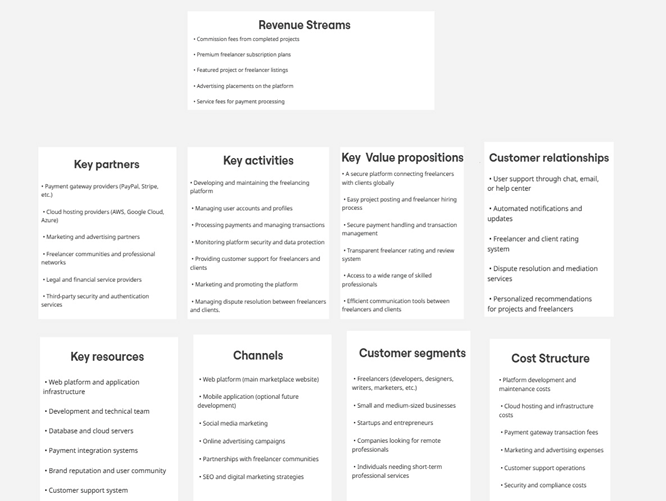 Revenue Streams
• Commission fees from completed projects
• Premium freelancer subscription plans
• Featured project or freelancer listings
• Advertising placements on the platform
• Service fees for payment processing
Key partners
• Payment gateway providers (PayPal, Stripe,
etc.)
• Cloud hosting providers (AWS, Google Cloud,
Azure)
• Marketing and advertising partners
• Freelancer communities and professional
networks
• Legal and financial service providers
• Third-party security and authentication
services
Key activities
• Developing and maintaining the freelancing
platform
• Managing user accounts and profiles
• Processing payments and managing transactions
• Monitoring platform security and data protection
• Providing customer support for freelancers and
clients
• Marketing and promoting the platform
• Managing dispute resolution between freelancers
and clients.
Key Value propositions
• A secure platform connecting freelancers
with clients globally
• Easy project posting and freelancer hiring
process
• Secure payment handling and transaction
management
• Transparent freelancer rating and review
system
• Access to a wide range of skilled
professionals
• Efficient communication tools between
freelancers and clients
Customer relationships
• User support through chat, email,
or help center
• Automated notifications and
updates
• Freelancer and client rating
system
• Dispute resolution and mediation
services
• Personalized recommendations
for projects and freelancers
Key resources
• Web platform and application
infrastructure
• Development and technical team
• Database and cloud servers
• Payment integration systems
• Brand reputation and user community
• Customer support system
Channels
• Web platform (main marketplace website)
• Mobile application (optional future
development)
• Social media marketing
• Online advertising campaigns
• Partnerships with freelancer communities
• SEO and digital marketing strategies
Customer segments
• Freelancers (developers, designers,
writers, marketers, etc.)
• Small and medium-sized businesses
• Startups and entrepreneurs
• Companies looking for remote
professionals
• Individuals needing short-term
professional services
Cost Structure
• Platform development and
maintenance costs
• Cloud hosting and infrastructure
costs
• Payment gateway transaction fees
• Marketing and advertising expenses
• Customer support operations
• Security and compliance costs